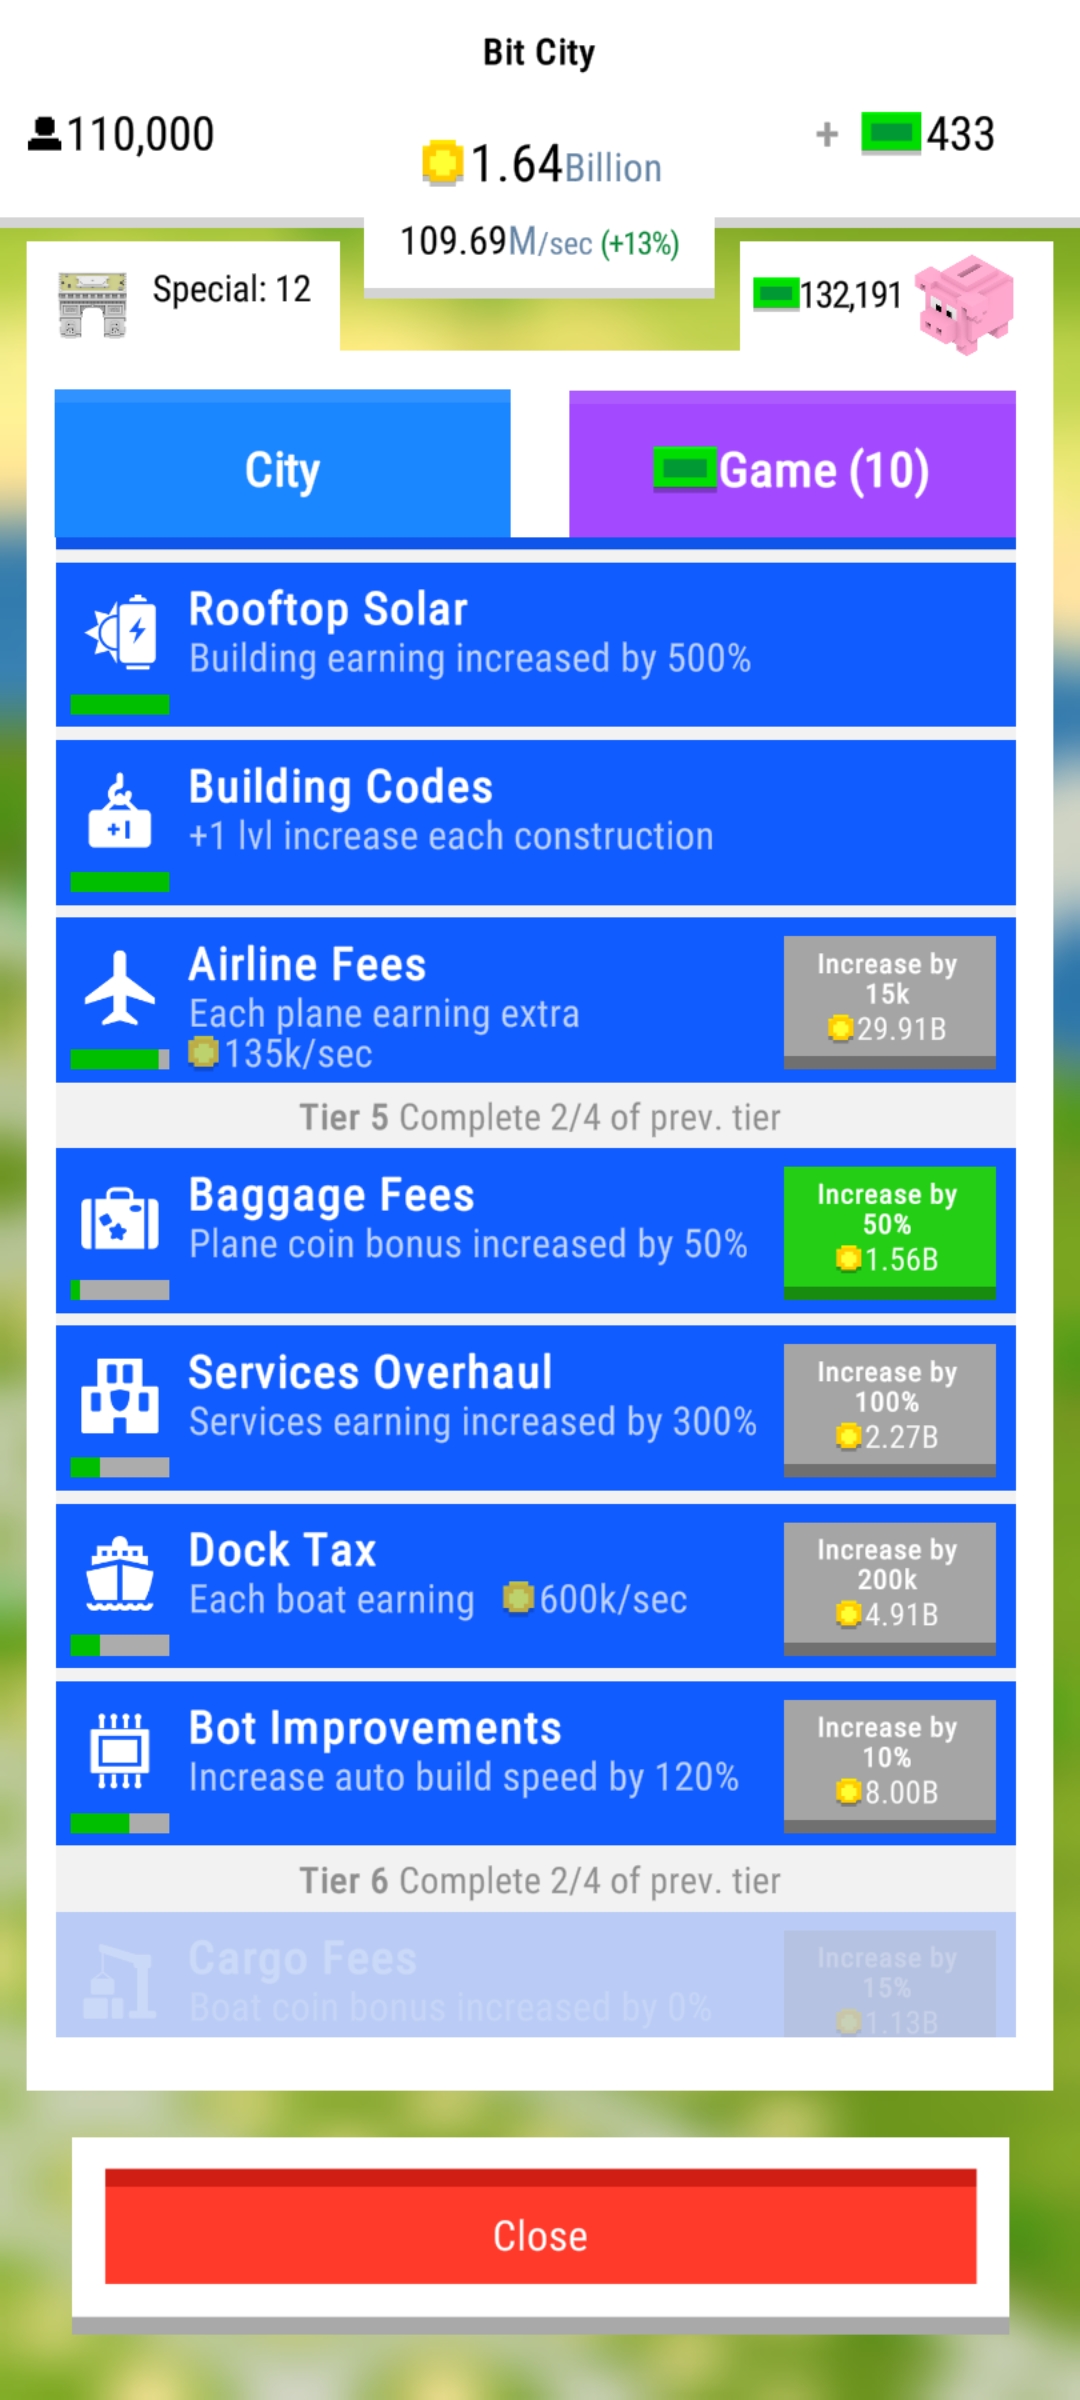 Bit City
110,000
1.64Billion
+ 433
109.69M/sec (+13%)
Special: 12
132,191
City
Game (10)
Rooftop Solar
Building earning increased by 500%
+1
Building Codes
+1 lvl increase each construction
Airline Fees
Each plane earning extra
135k/sec
Increase by
15k
29.91B
Tier 5 Complete 2/4 of prev. tier
Baggage Fees
Plane coin bonus increased by 50%
Increase by
50%
1.56B
Services Overhaul
Services earning increased by 300%
Increase by
100%
2.27B
Dock Tax
Each boat earning 600k/sec
Increase by
200k
4.91B
Bot Improvements
Increase auto build speed by 120%
Increase by
10%
8.00B
Tier 6 Complete 2/4 of prev. tier
Cargo Fees
Boat coin bonus increased by 0%
Increase by
15%
1.13B
Close